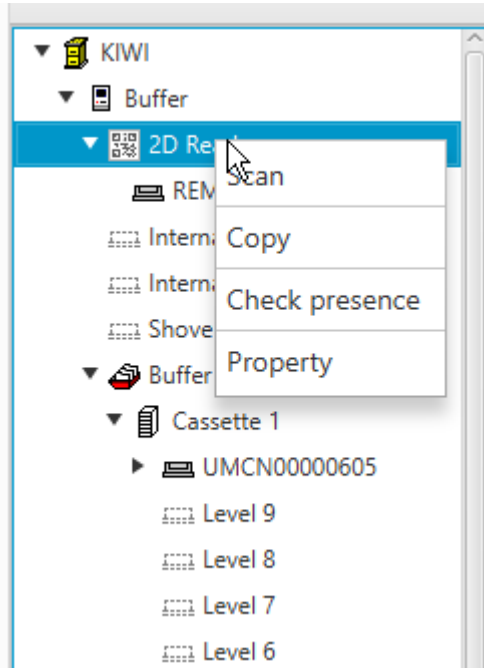 KIWI
Buffer
2D Rea
Scan
REM
Interna
Copy
Interna
Check presence
Shove
Property
Buffer
Cassette 1
UMCN00000605
Level 9
Level 8
Level 7
Level 6